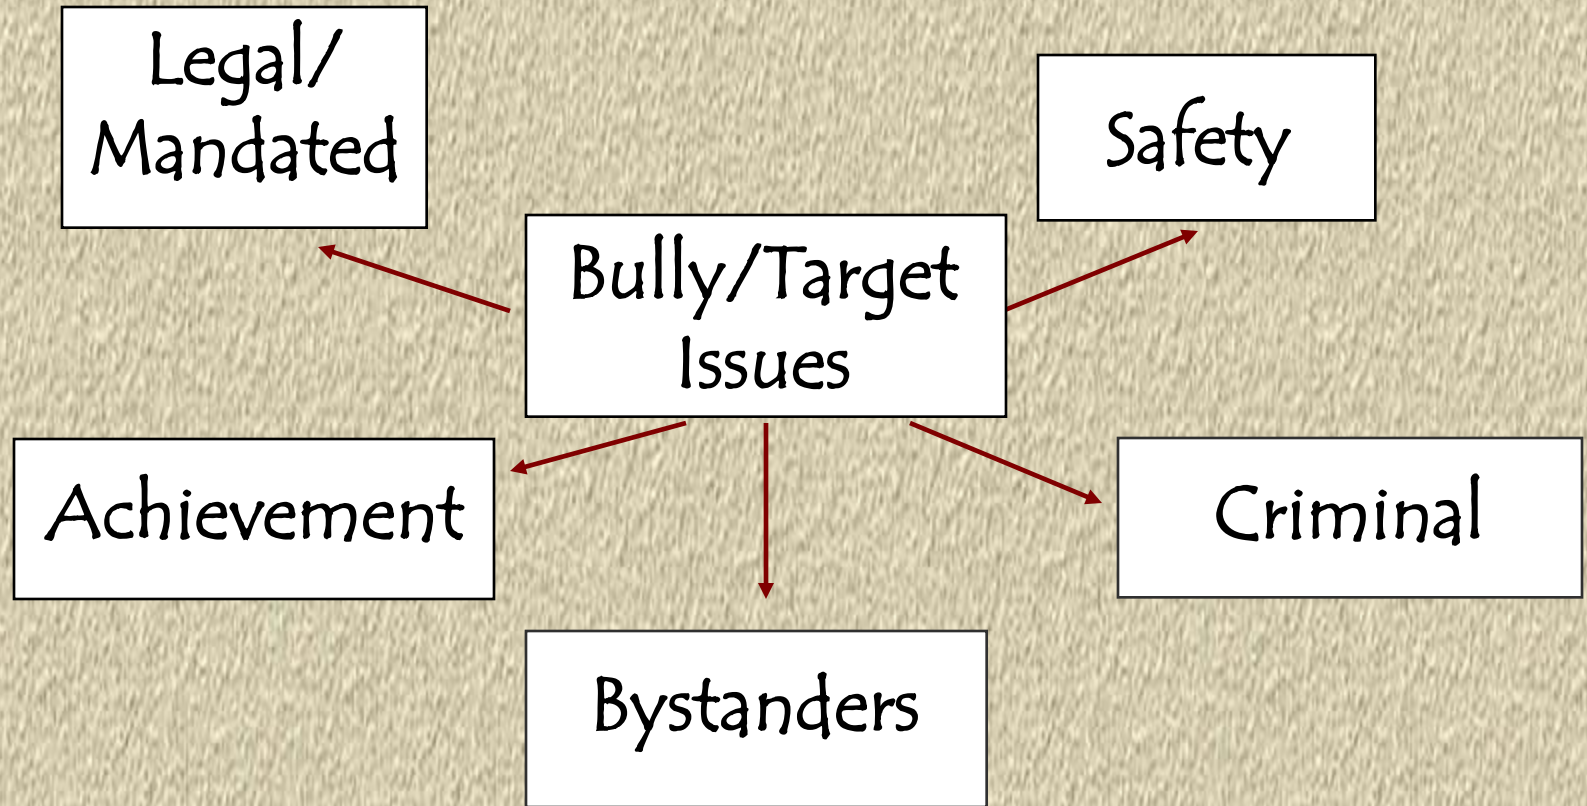 Legal/
Mandated
Safety
Bully/Target
Issues
Achievement
Criminal
Bystanders